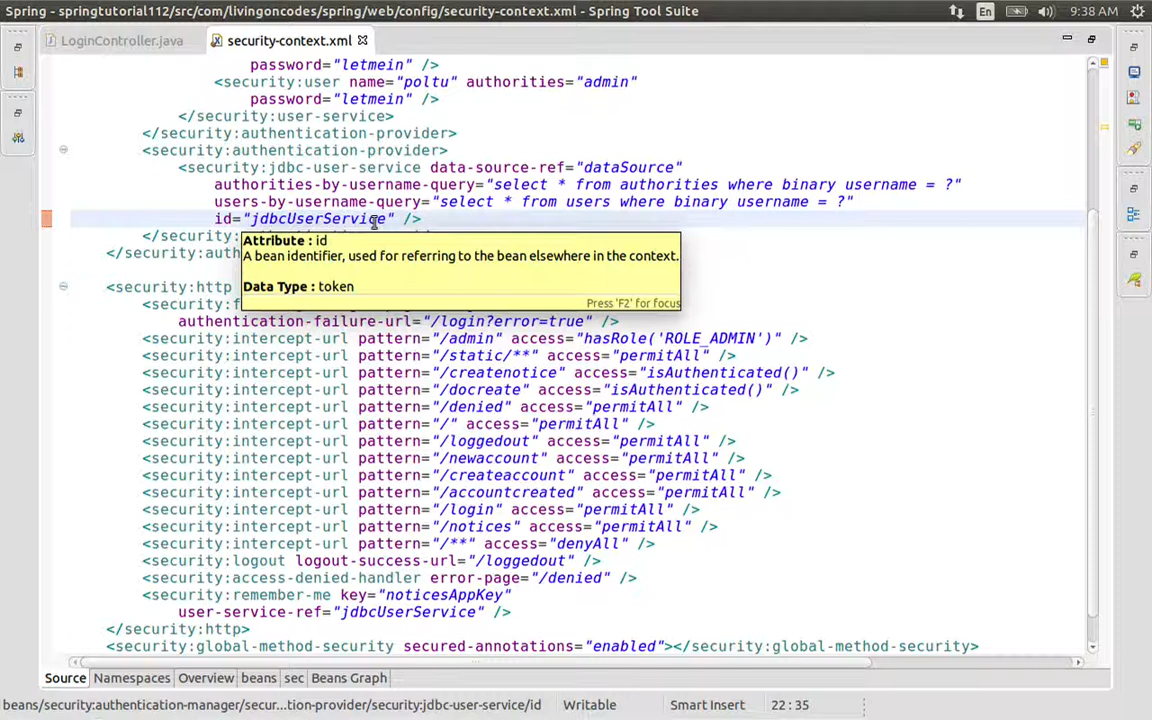 Spring - springtutorial112/src/com/livingoncodes/spring/web/config/security-context.xml - Spring Tool Suite
En
9:38 AM
LoginController.java
security-context.xml
password="letmein" />
<security:user name="poltu" authorities="admin"
password="letmein" />
</security:user-service>
</security:authentication-provider>
<security:authentication-provider>
<security:jdbc-user-service data-source-ref="dataSource"
authorities-by-username-query="select * from authorities where binary username = ?"
users-by-username-query="select * from users where binary username = ?"
id="jdbcUserService" />
</security:
</security:auth
Attribute : id
A bean identifier, used for referring to the bean elsewhere in the context.
Data Type : token
Press 'F2' for focus
<security:http
<security:f
authentication-failure-url="/login?error=true" />
<security:intercept-url pattern="/admin" access="hasRole('ROLE_ADMIN')" />
<security:intercept-url pattern="/static/**" access="permitAll" />
<security:intercept-url pattern="/createnotice" access="isAuthenticated()" />
<security:intercept-url pattern="/docreate" access="isAuthenticated()" />
<security:intercept-url pattern="/denied" access="permitAll" />
<security:intercept-url pattern="/" access="permitAll" />
<security:intercept-url pattern="/loggedout" access="permitAll" />
<security:intercept-url pattern="/newaccount" access="permitAll" />
<security:intercept-url pattern="/createaccount" access="permitAll" />
<security:intercept-url pattern="/accountcreated" access="permitAll" />
<security:intercept-url pattern="/login" access="permitAll" />
<security:intercept-url pattern="/notices" access="permitAll" />
<security:intercept-url pattern="/**" access="denyAll" />
<security:logout logout-success-url="/loggedout" />
<security:access-denied-handler error-page="/denied" />
<security:remember-me key="noticesAppKey"
user-service-ref="jdbcUserService" />
</security:http>
<security:global-method-security secured-annotations="enabled"></security:global-method-security>
Source Namespaces Overview beans sec Beans Graph
beans/security:authentication-manager/secur...tion-provider/security:jdbc-user-service/id
Writable
Smart Insert
22 : 35